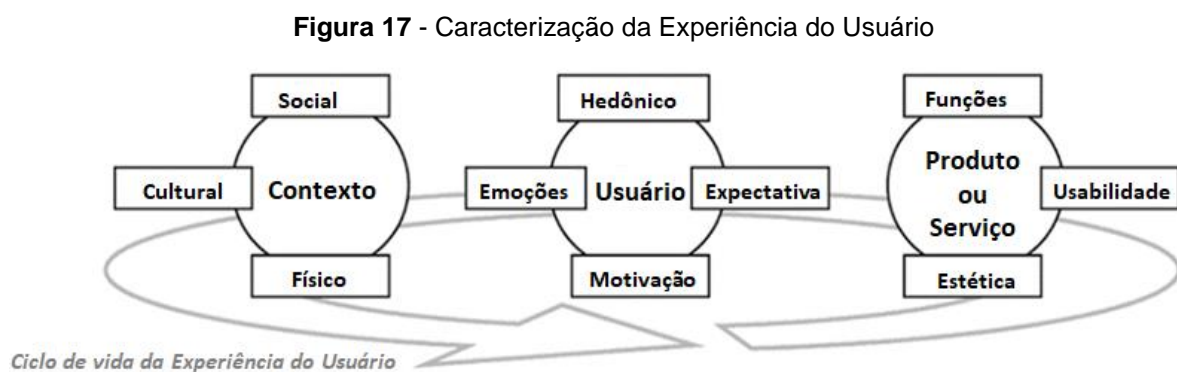 Figura 17 - Caracterização da Experiência do Usuário
Social
Hedônico
Funções
Cultural
Contexto
Emoções
Usuário
Expectativa
Produto
ou
Serviço
Usabilidade
Físico
Motivação
Estética
Ciclo de vida da Experiência do Usuário